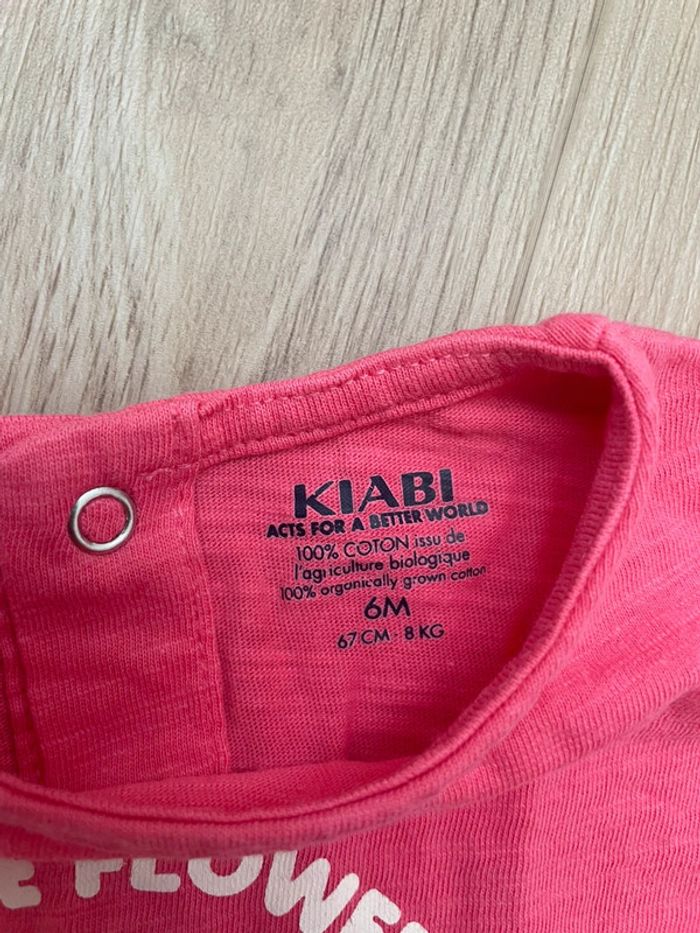 KIABI
ACTS FOR A BETTER WORLD
100% COTON issu de
l'agriculture biologique
100% organically grown cotton
6M
67 CM - 8 KG
E FLOWE